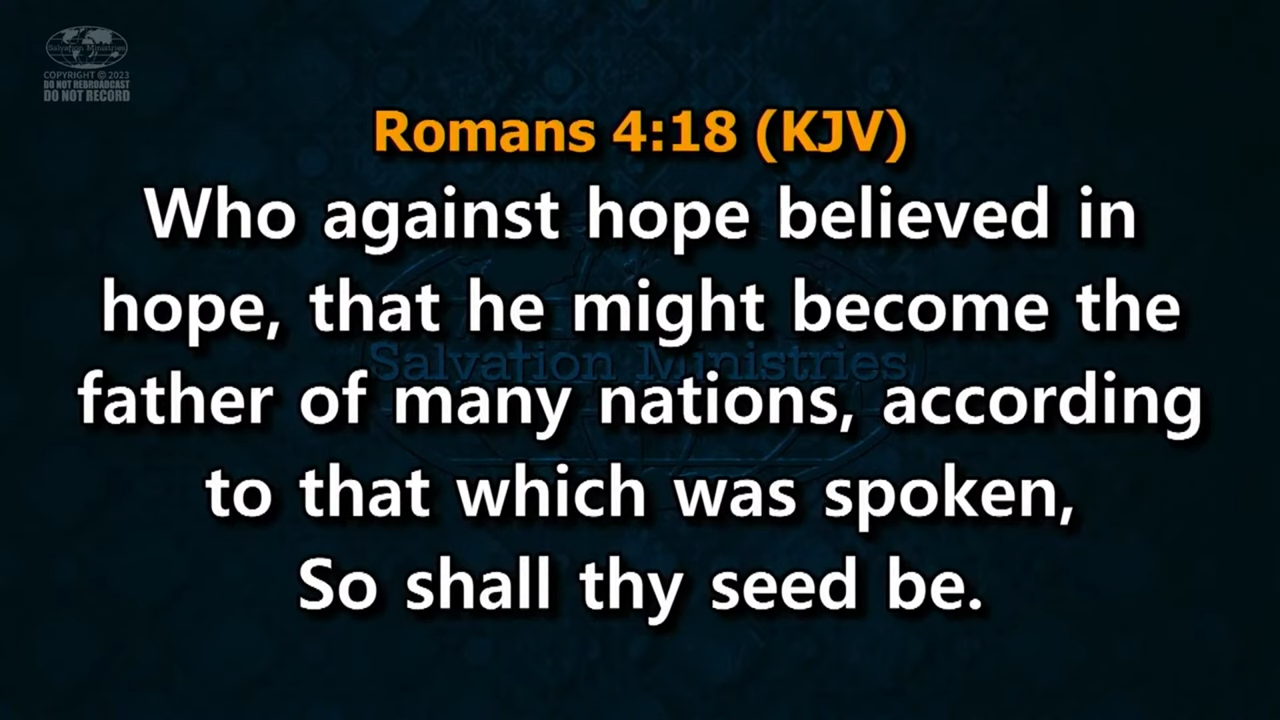 Salvation Ministries
COPYRIGHT © 2023
DO NOT REBROADCAST
DO NOT RECORD
Romans 4:18 (KJV)
Who against hope believed in
hope, that he might become the
Salvation Ministries
father of many nations, according
to that which was spoken,
So shall thy seed be.